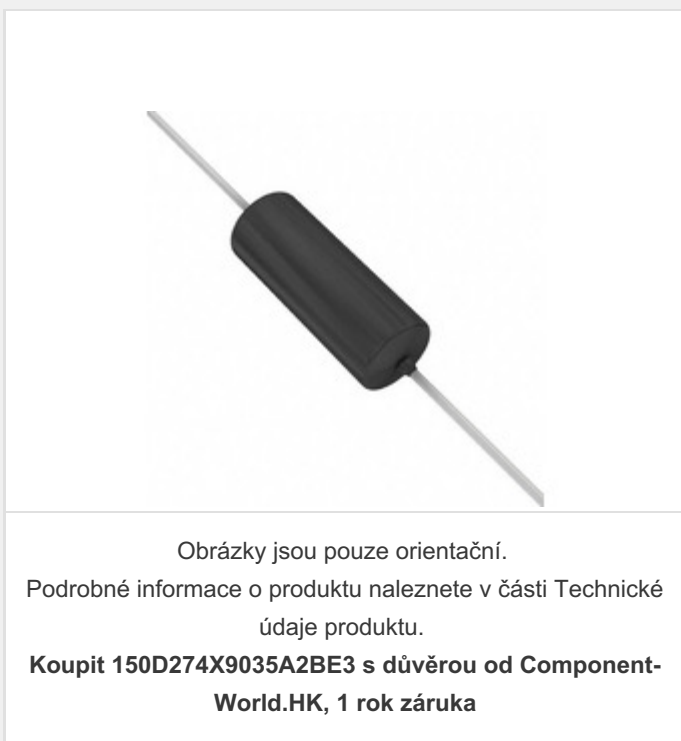 Obrázky jsou pouze orientační.
Podrobné informace o produktu naleznete v části Technické
údaje produktu.
Koupit 150D274X9035A2BE3 s důvěrou od Component-
World.HK, 1 rok záruka